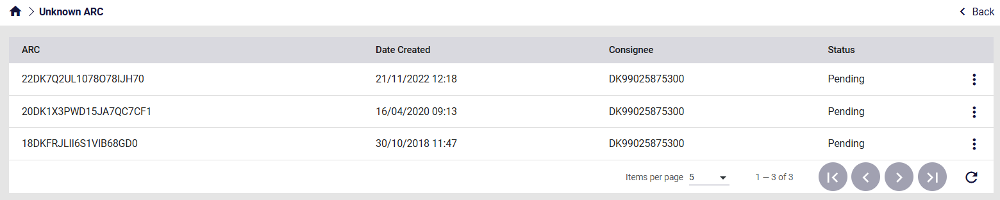 Unknown ARC
Back
ARC Date Created Consignee Status
22DK7Q2UL1078O78IJH70 21/11/2022 12:18 DK99025875300 Pending
20DK1X3PWD15JA7QC7CF1 16/04/2020 09:13 DK99025875300 Pending
18DKFRJLII6S1VIB68GD0 30/10/2018 11:47 DK99025875300 Pending
Items per page 5 1 – 3 of 3